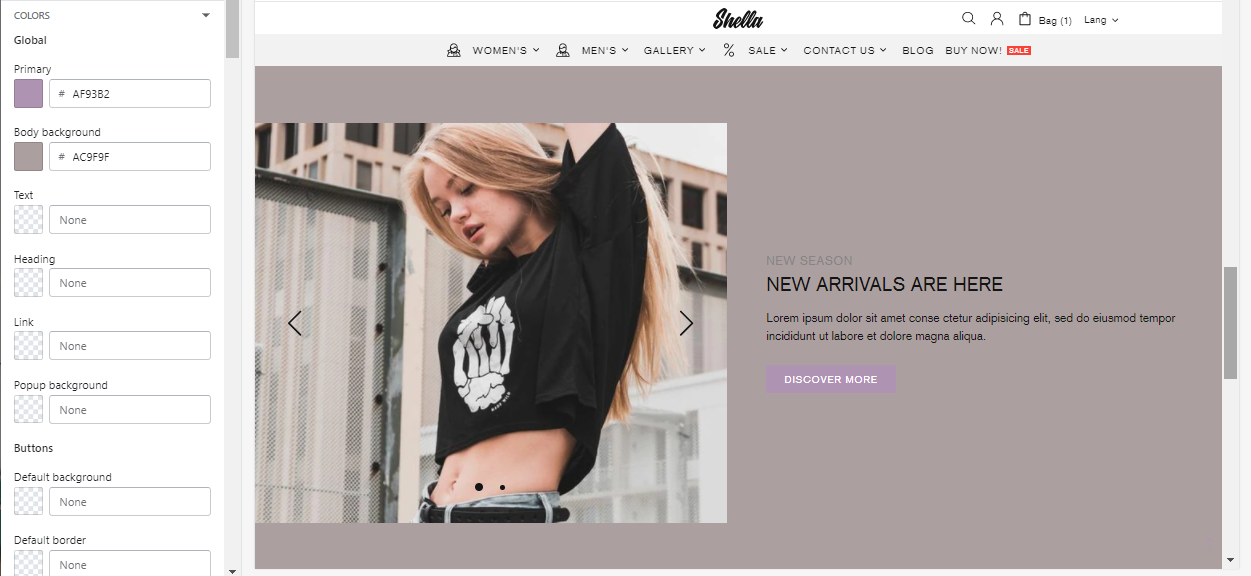 COLORS
Global
Primary
# AF93B2
Body background
# AC9F9F
Text
None
Heading
None
Link
None
Popup background
None
Buttons
Default background
None
Default border
None
Shella
Bag (1) Lang
WOMEN'S MEN'S GALLERY SALE CONTACT US BLOG BUY NOW! SALE
NEW SEASON
NEW ARRIVALS ARE HERE
Lorem ipsum dolor sit amet conse ctetur adipisicing elit, sed do eiusmod tempor
incididunt ut labore et dolore magna aliqua.
DISCOVER MORE